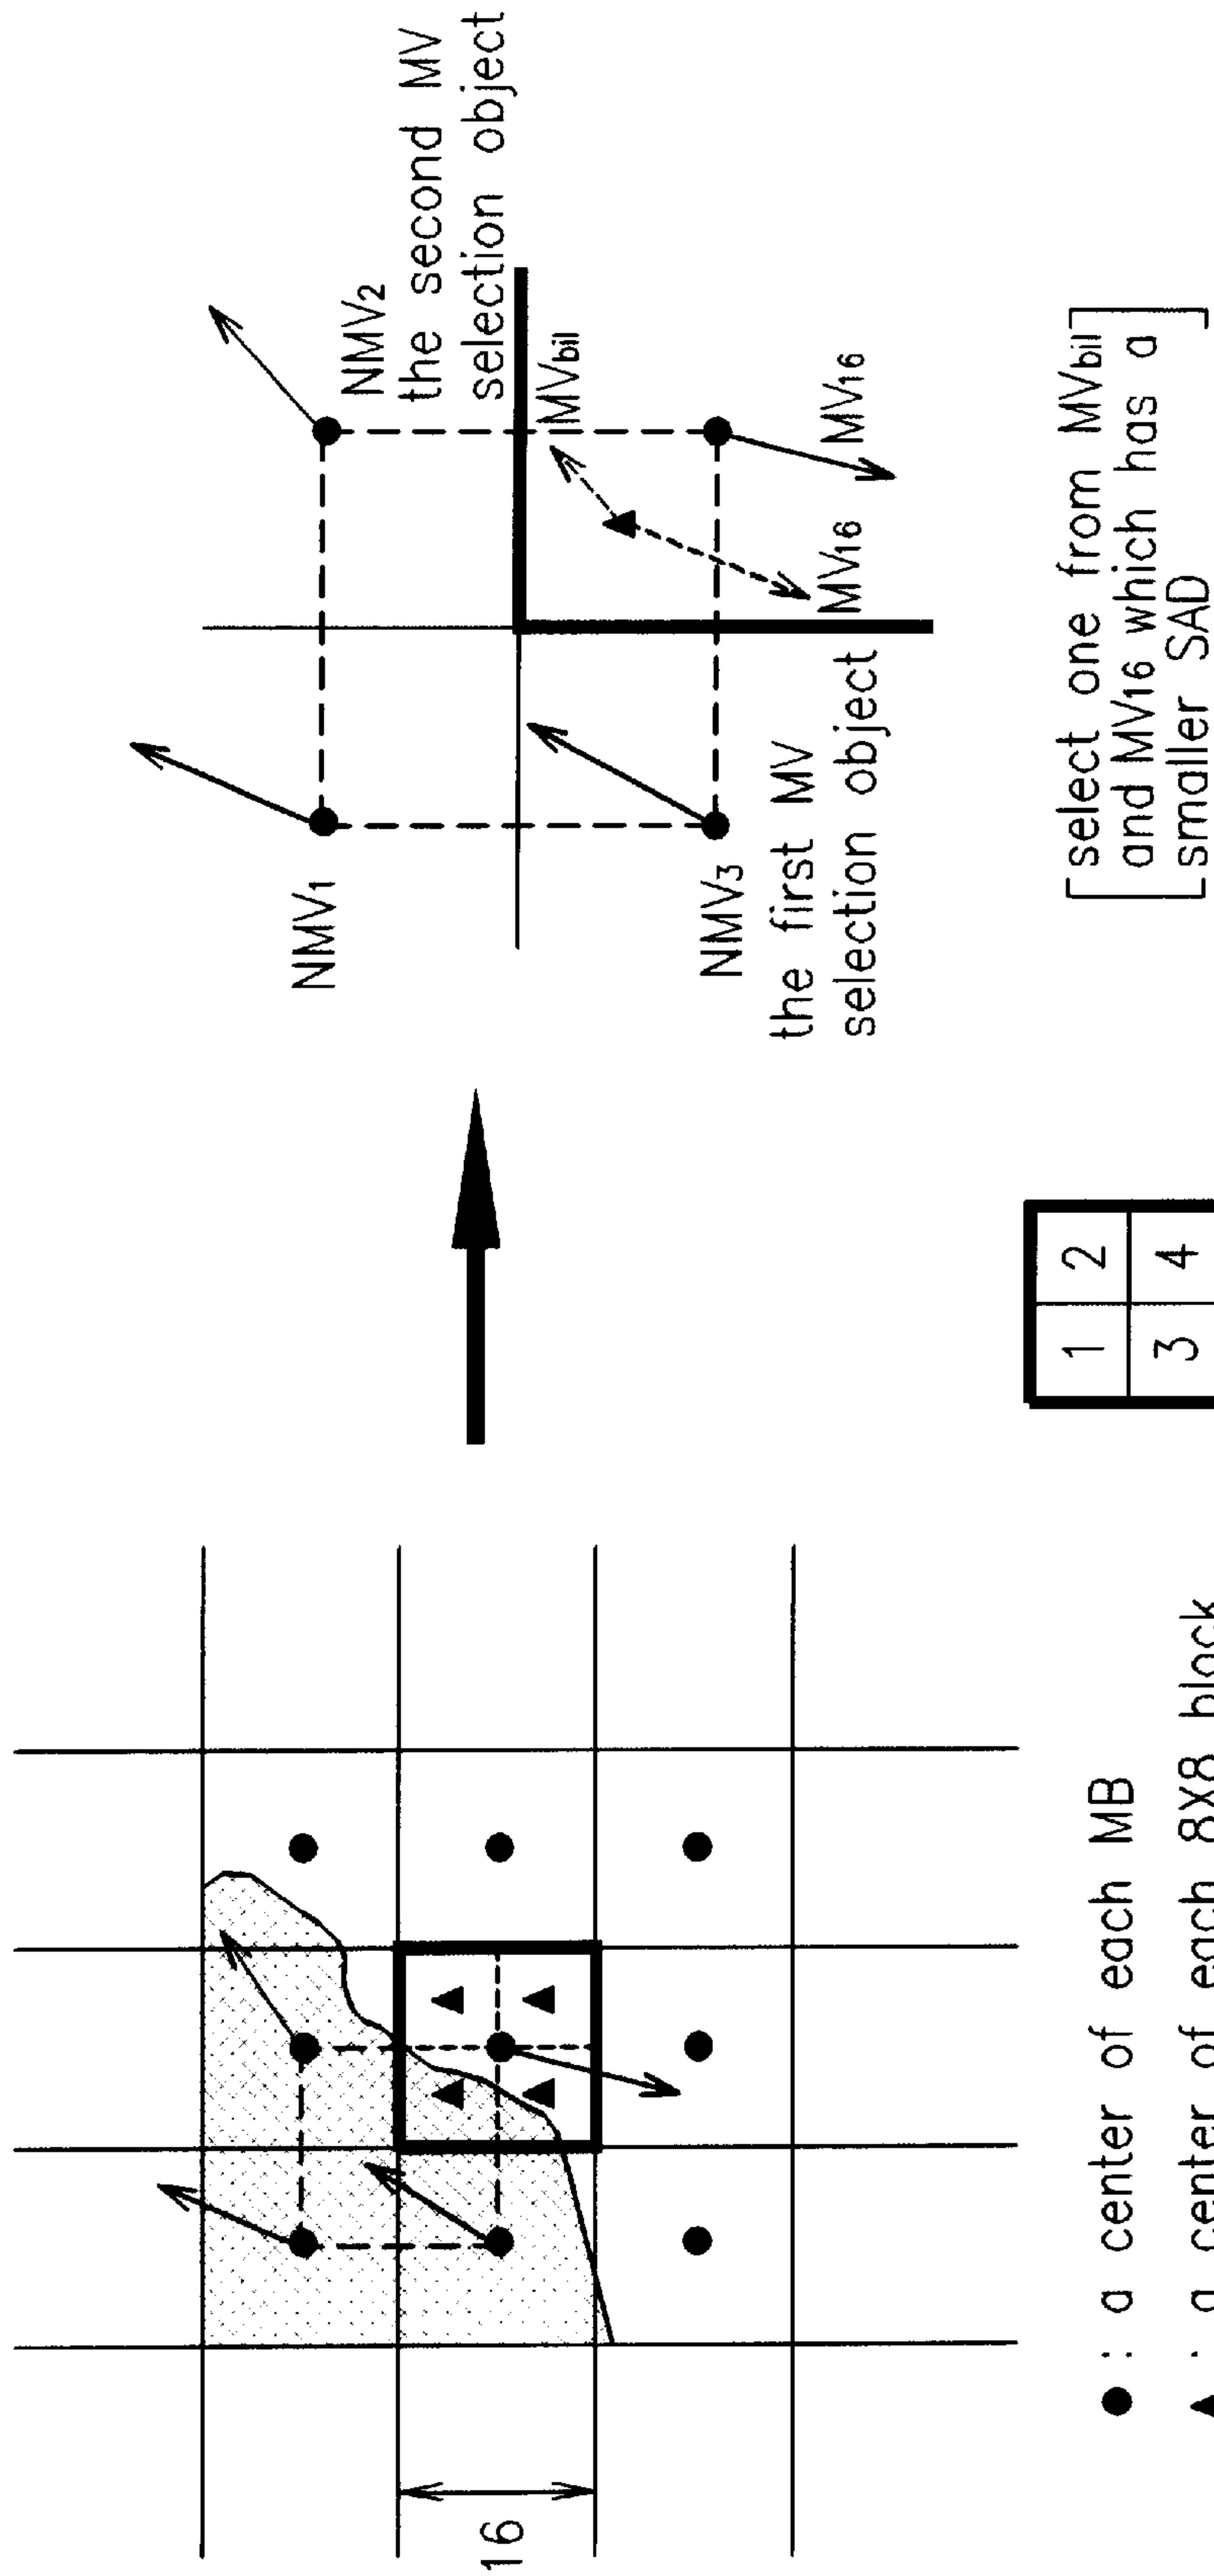 16
● : a center of each MB
▲ : a center of each 8X8 block
1 2
3 4
NMV1
NMV2
the second MV
selection object
MVbil
MV16
MV16
NMV3
the first MV
selection object
[select one from MVbil
and MV16 which has a
smaller SAD]